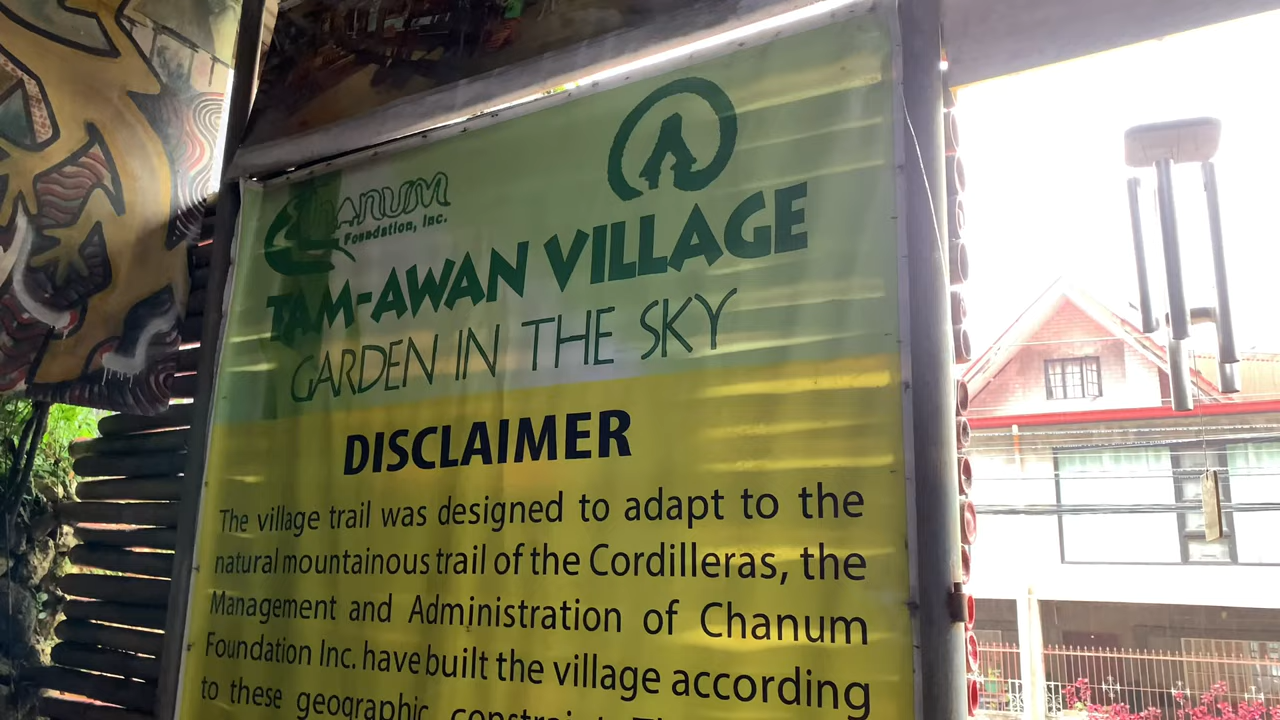 Chanum
Foundation, Inc.
TAM-AWAN VILLAGE
GARDEN IN THE SKY
DISCLAIMER
The village trail was designed to adapt to the
natural mountainous trail of the Cordilleras, the
Management and Administration of Chanum
Foundation Inc. have built the village according
to these geographic